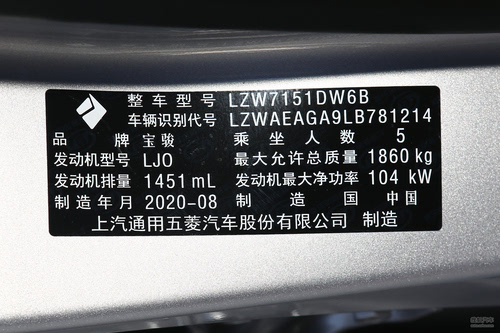 整车型号 LZW7151DW6B
车辆识别代号 LZWAEAGA9LB781214
品牌 宝骏 乘坐人数 5
发动机型号 LJO 最大允许总质量 1860 kg
发动机排量 1451 mL 发动机最大净功率 104 kW
制造年月 2020-08 制造国 中国
上汽通用五菱汽车股份有限公司 制造